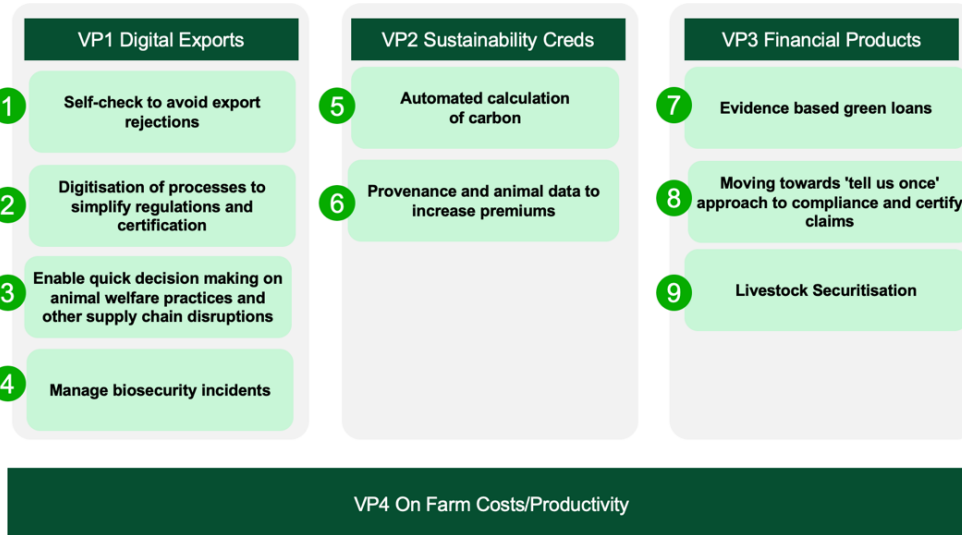 VP1 Digital Exports
1
Self-check to avoid export
rejections
2
Digitisation of processes to
simplify regulations and
certification
3
Enable quick decision making on
animal welfare practices and
other supply chain disruptions
4
Manage biosecurity incidents
VP2 Sustainability Creds
5
Automated calculation
of carbon
6
Provenance and animal data to
increase premiums
VP3 Financial Products
7
Evidence based green loans
8
Moving towards 'tell us once'
approach to compliance and certify
claims
9
Livestock Securitisation
VP4 On Farm Costs/Productivity